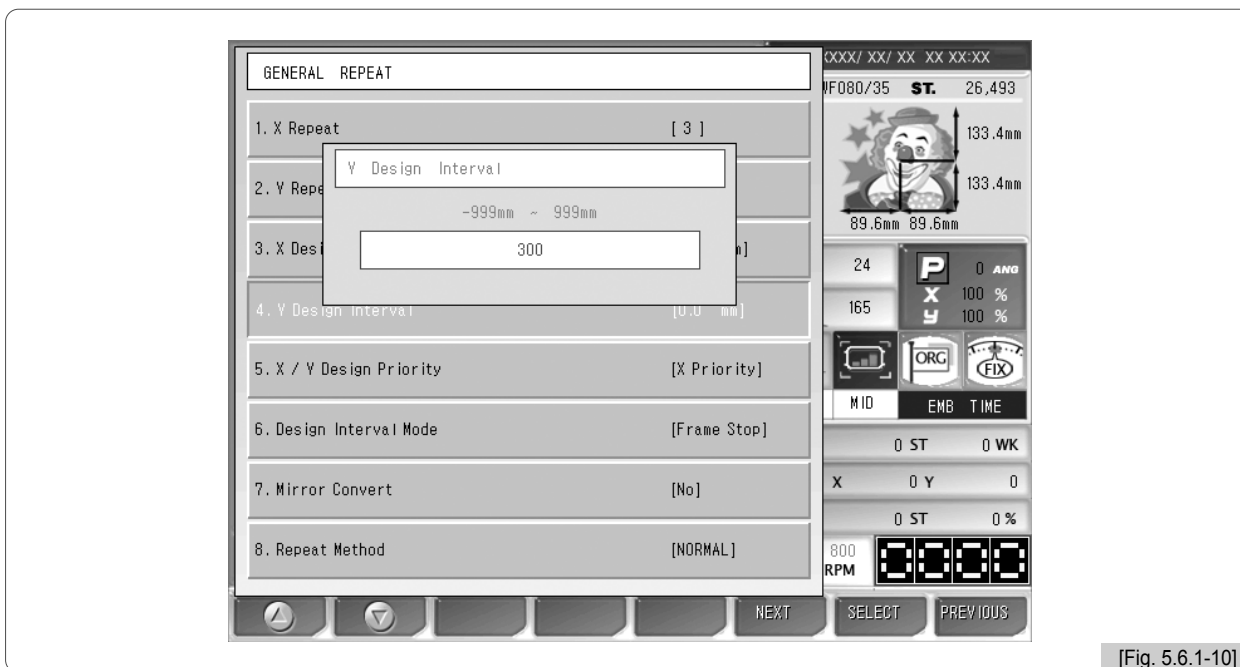 GENERAL REPEAT
1. X Repeat [ 3 ]
2. Y Repe
3. X Desi
4. Y Design Interval [0.0 mm]
Y Design Interval
-999mm ~ 999mm
300
5. X / Y Design Priority [X Priority]
6. Design Interval Mode [Frame Stop]
7. Mirror Convert [No]
8. Repeat Method [NORMAL]
XXX/ XX/ XX XX XX:XX
WF080/35 ST. 26,493
133.4mm
133.4mm
89.6mm 89.6mm
24
165
P 0 ANG
X 100 %
Y 100 %
ORG
FIX
MID
EMB TIME
0 ST 0 WK
X 0 Y 0
0 ST 0 %
800
RPM
NEXT SELECT PREVIOUS
[Fig. 5.6.1-10]